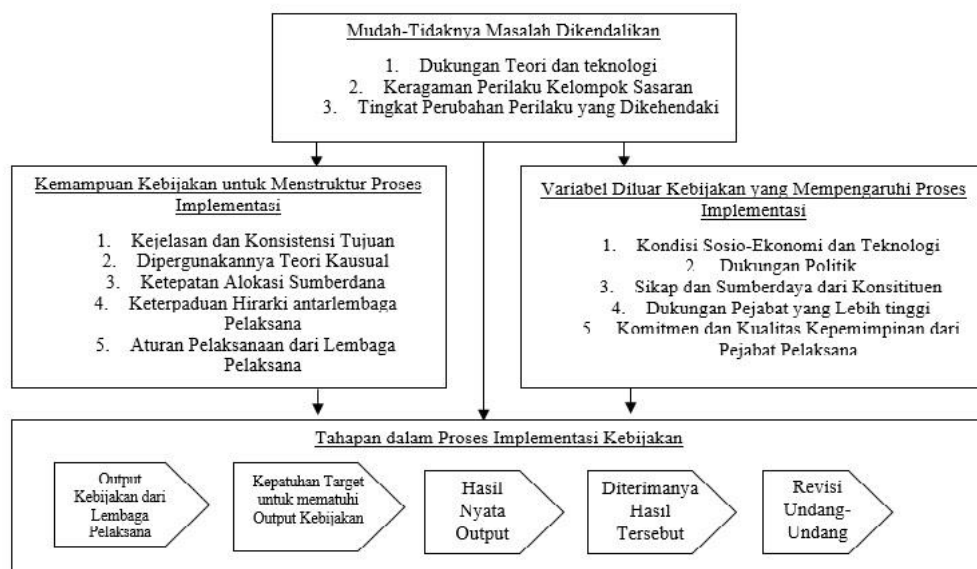 Mudah-Tidaknya Masalah Dikendalikan
1. Dukungan Teori dan teknologi
2. Keragaman Perilaku Kelompok Sasaran
3. Tingkat Perubahan Perilaku yang Dikehendaki
Kemampuan Kebijakan untuk Menstruktur Proses
Implementasi
1. Kejelasan dan Konsistensi Tujuan
2. Dipergunakannya Teori Kausual
3. Ketepatan Alokasi Sumberdana
4. Keterpaduan Hirarki antarlembaga
Pelaksana
5. Aturan Pelaksanaan dari Lembaga
Pelaksana
Variabel Diluar Kebijakan yang Mempengaruhi Proses
Implementasi
1. Kondisi Sosio-Ekonomi dan Teknologi
2. Dukungan Politik
3. Sikap dan Sumberdaya dari Konsitituen
4. Dukungan Pejabat yang Lebih tinggi
5. Komitmen dan Kualitas Kepemimpinan dari
Pejabat Pelaksana
Tahapan dalam Proses Implementasi Kebijakan
Output
Kebijakan dari
Lembaga
Pelaksana
Kepatuhan Target
untuk mematuhi
Output Kebijakan
Hasil
Nyata
Output
Diterimanya
Hasil
Tersebut
Revisi
Undang-
Undang